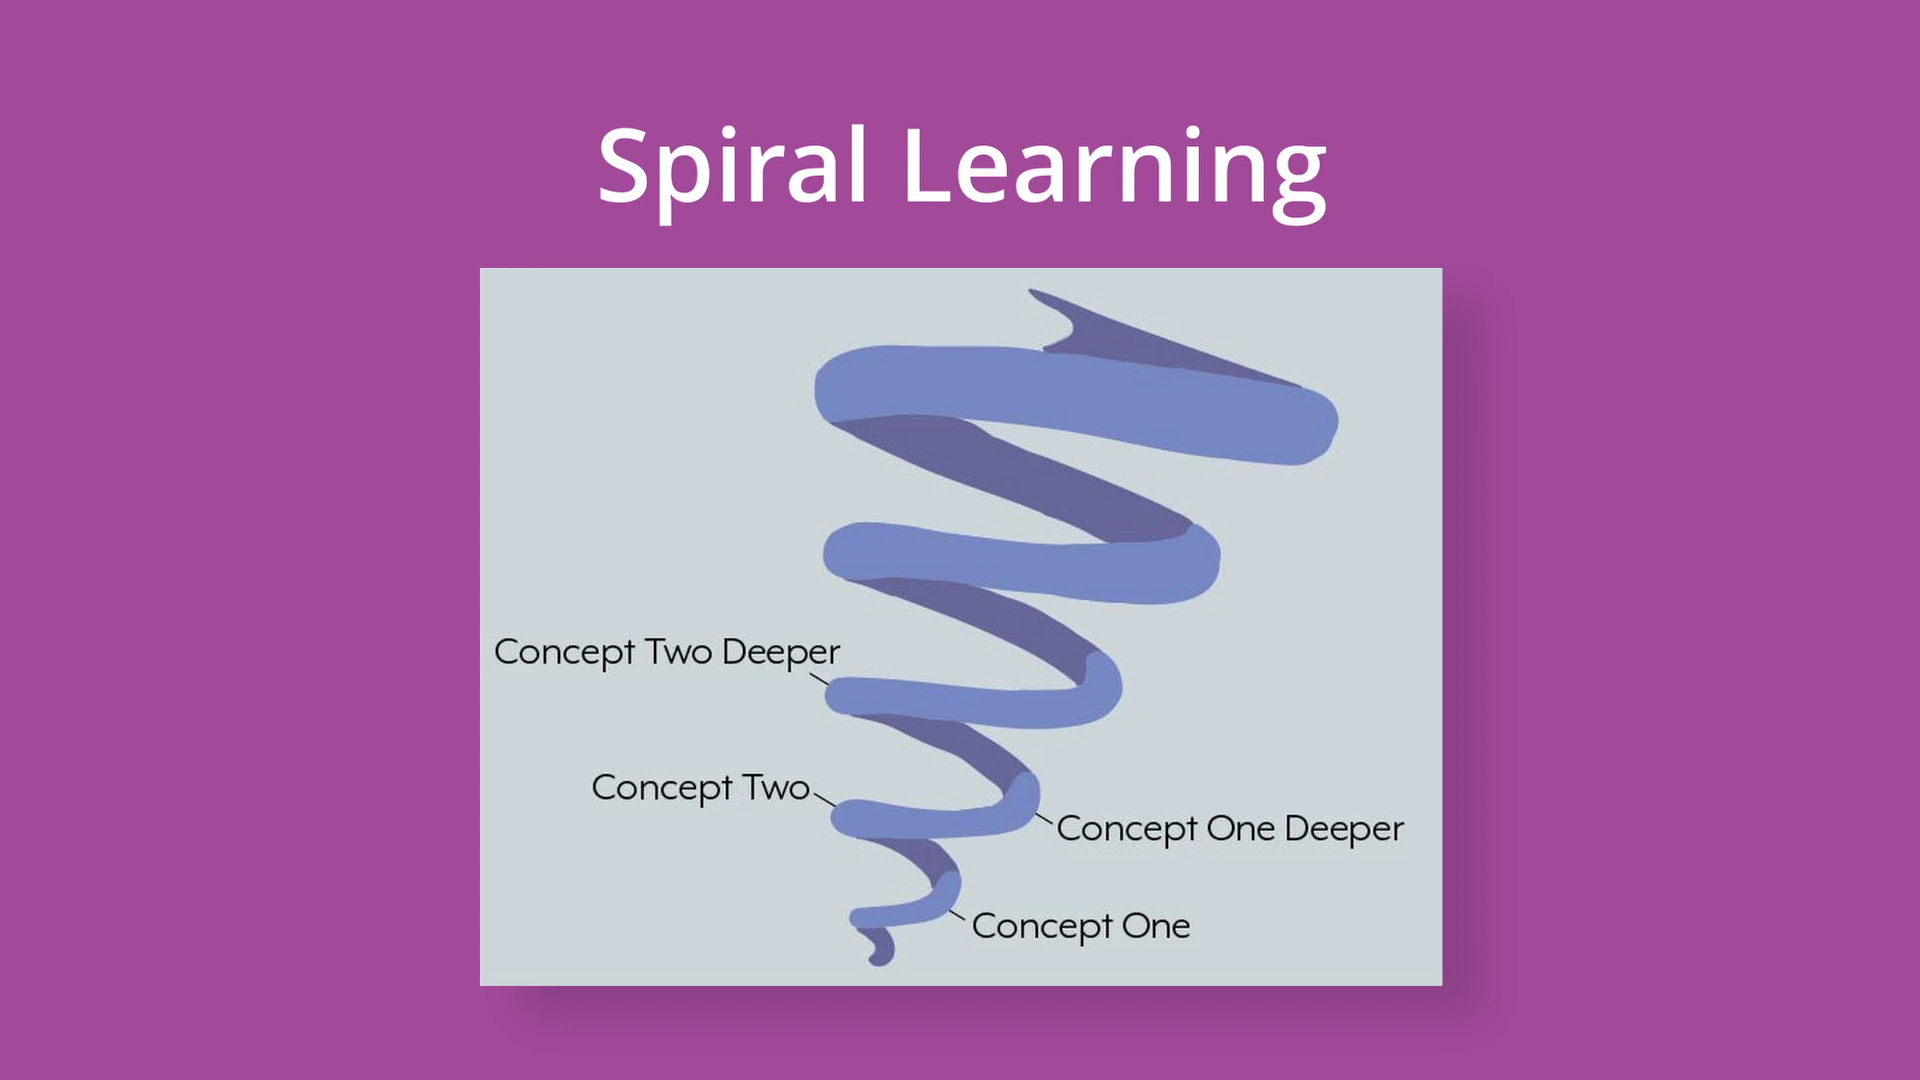 Spiral Learning
Concept Two Deeper
Concept Two
Concept One Deeper
Concept One